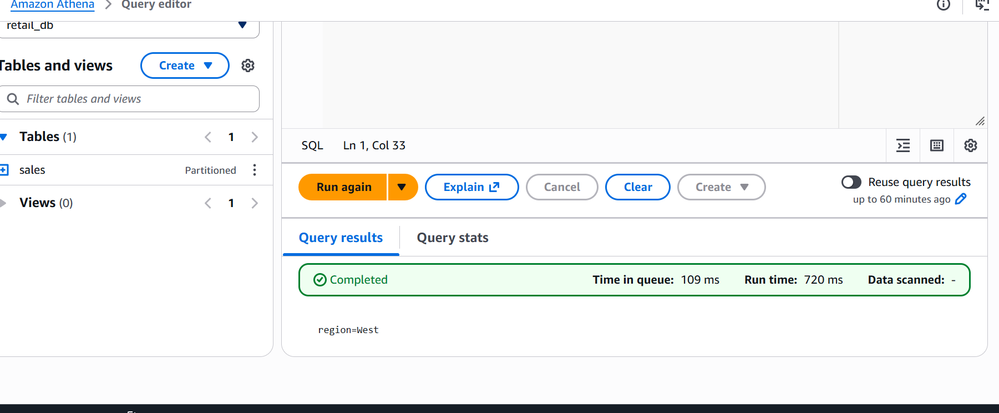 Amazon Athena > Query editor
retail_db
Tables and views
Create
Filter tables and views
Tables (1)
1
sales
Partitioned
Views (0)
1
SQL
Ln 1, Col 33
Run again
Explain
Cancel
Clear
Create
Reuse query results
up to 60 minutes ago
Query results
Query stats
Completed
Time in queue: 109 ms
Run time: 720 ms
Data scanned: -
region=West